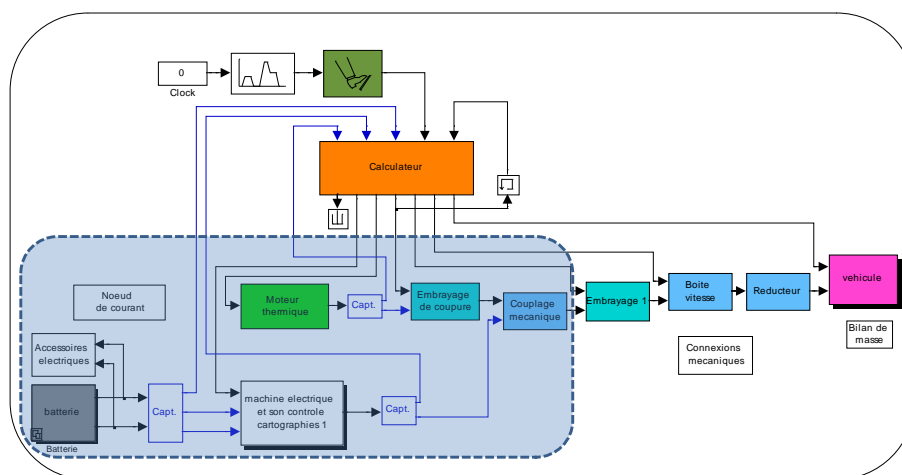 0
Clock
Calculateur
Noeud
de courant
Moteur
thermique
Capt.
Embrayage
de coupure
Couplage
mecanique
Embrayage 1
Boite
vitesse
Reducteur
vehicule
Bilan de
masse
Connexions
mecaniques
Accessoires
electriques
batterie
Batterie
Capt.
machine electrique
et son controle
cartographies 1
Capt.